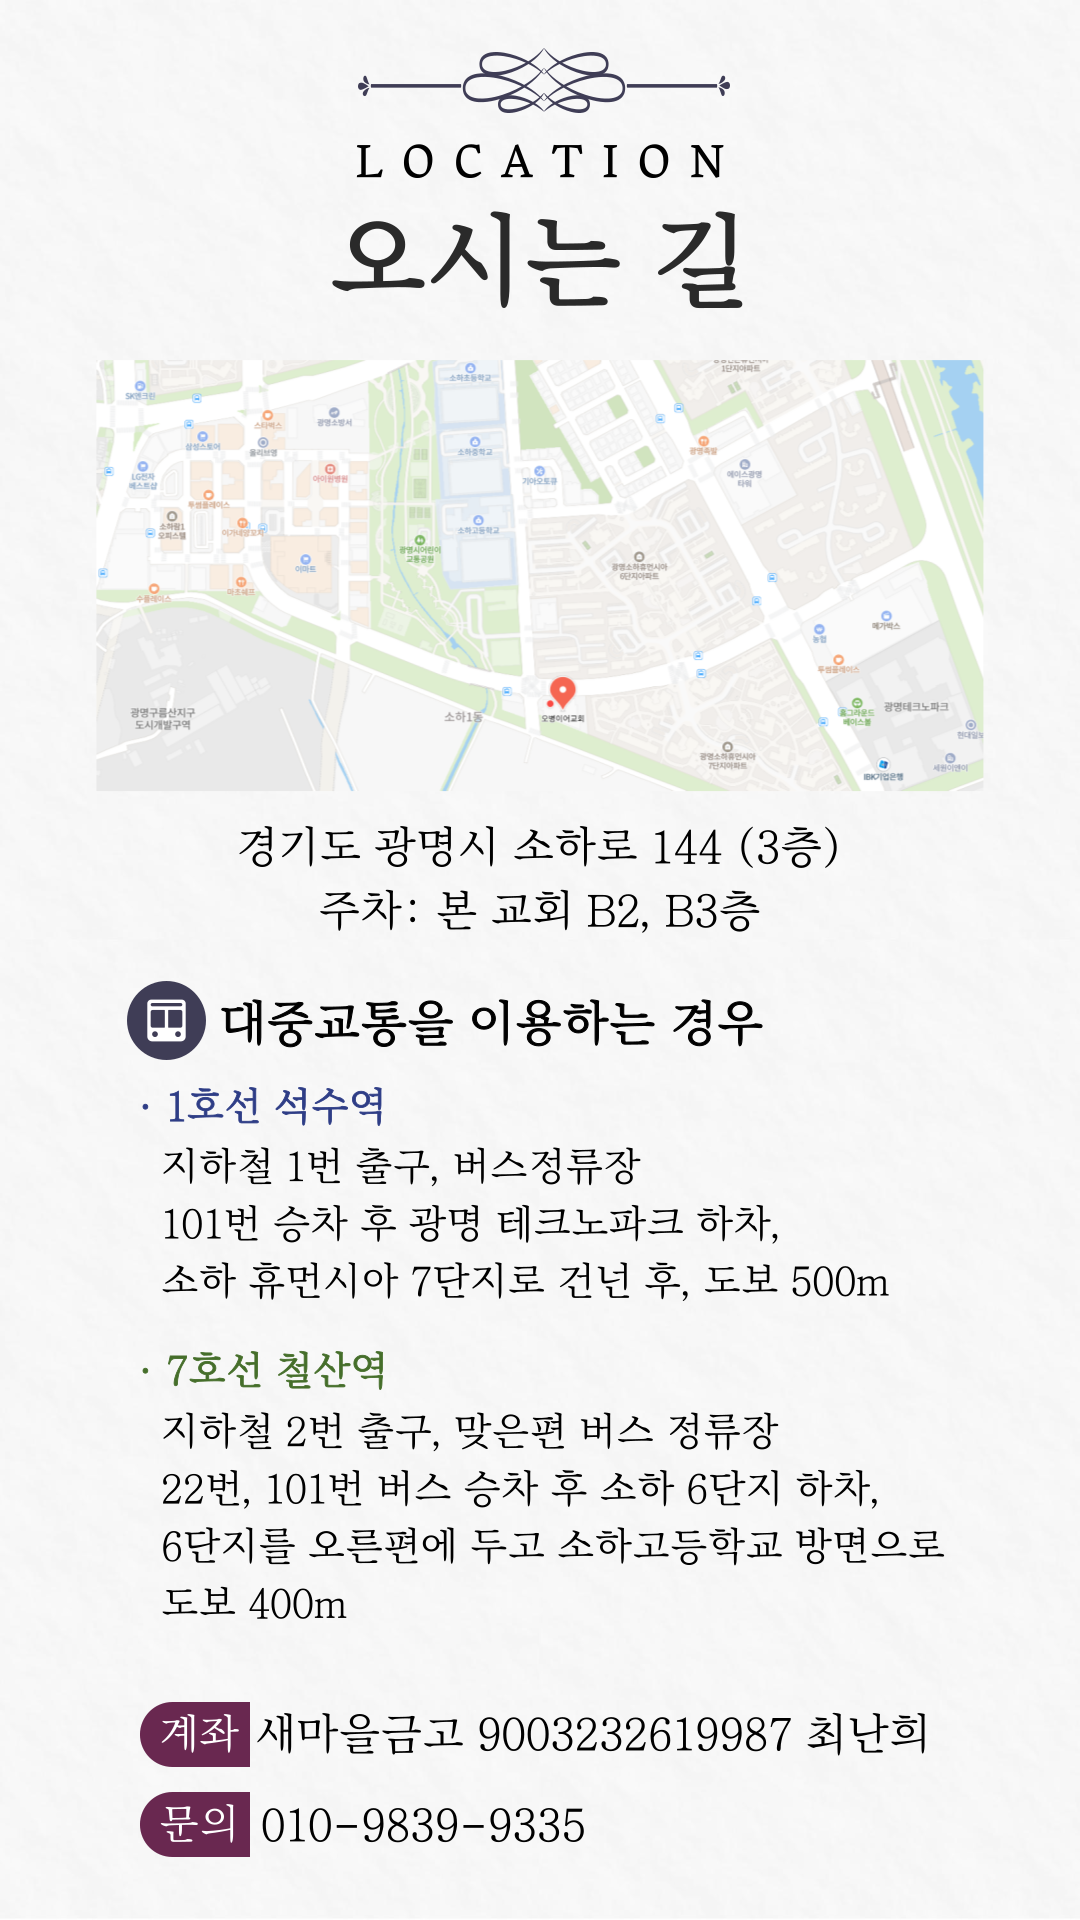 LOCATION
오시는 길
소하초등학교
1단지아파트
SK엔크린
스타벅스
광명소방서
삼성스토어
올리브영
소하중학교
광명족발
LG전자
베스트샵
아이원병원
기아오토큐
에이스광명
타워
투썸플레이스
소하왕1
오피스텔
이가네양꼬치
소하고등학교
광명시어린이
교통공원
이마트
광명소하휴먼시아
6단지아파트
마초쉐프
수플레이스
메가박스
농협
투썸플레이스
광명구름산지구
도시개발구역
소하1동
오병이어교회
광명테크노파크
홈그라운드
베이스볼
광명소하휴먼시아
7단지아파트
세원이앤이
IBK기업은행
경기도 광명시 소하로 144 (3층)
주차: 본 교회 B2, B3층
대중교통을 이용하는 경우
· 1호선 석수역
지하철 1번 출구, 버스정류장
101번 승차 후 광명 테크노파크 하차,
소하 휴먼시아 7단지로 건넌 후, 도보 500m
· 7호선 철산역
지하철 2번 출구, 맞은편 버스 정류장
22번, 101번 버스 승차 후 소하 6단지 하차,
6단지를 오른편에 두고 소하고등학교 방면으로
도보 400m
계좌 새마을금고 9003232619987 최난희
문의 010-9839-9335